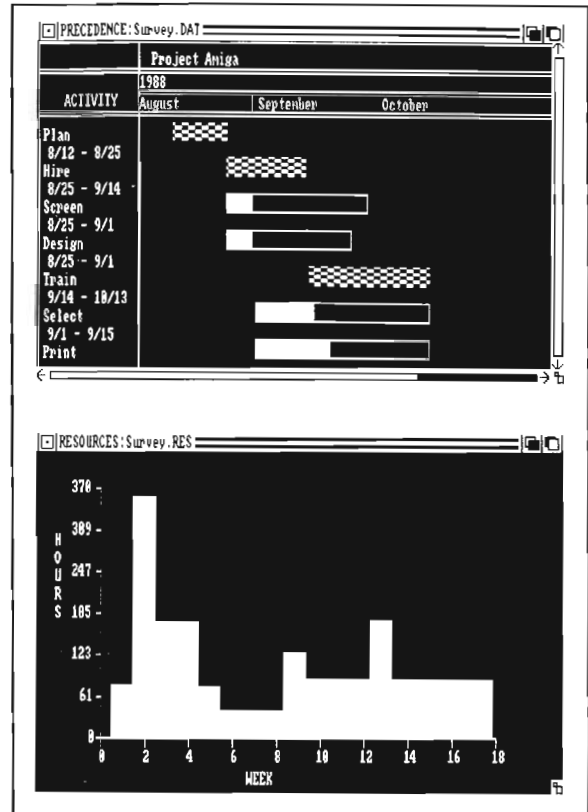 PRECEDENCE:Survey.DAT
Project Amiga
1988
ACTIVITY August September October
Plan
8/12 - 8/25
Hire
8/25 - 9/14
Screen
8/25 - 9/1
Design
8/25 - 9/1
Train
9/14 - 10/13
Select
9/1 - 9/15
Print
RESOURCES:Survey.RES
370
309
247
185
123
61
0
HOURS
0 2 4 6 8 10 12 14 16 18
WEEK